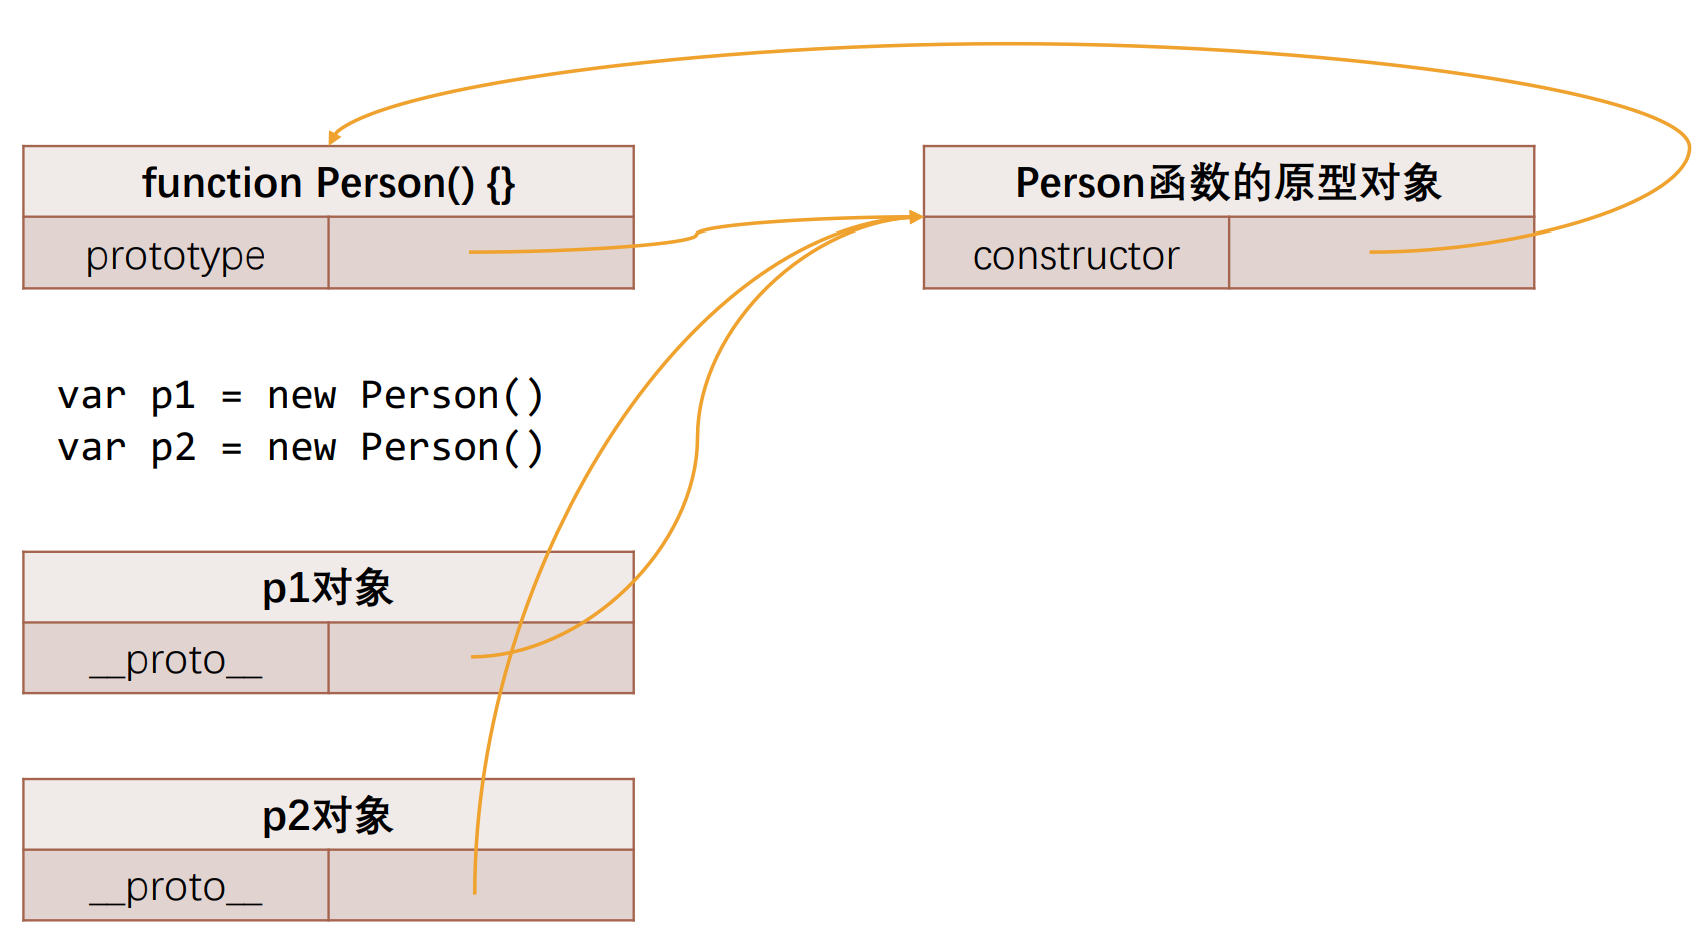 function Person() {}
prototype
Person函数的原型对象
constructor
var p1 = new Person()
var p2 = new Person()
p1对象
__proto__
p2对象
__proto__